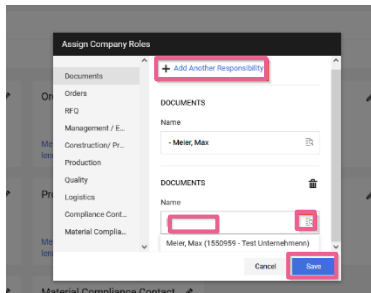 Assign Company Roles
Documents
Orders
RFQ
Management / E...
Construction/ Pr...
Production
Quality
Logistics
Compliance Cont...
Material Complia...
+ Add Another Responsibility
DOCUMENTS
Name
- Meier, Max
DOCUMENTS
Name
Meier, Max (1550959 - Test Unternehmenn)
Cancel
Save
Material Compliance Contact